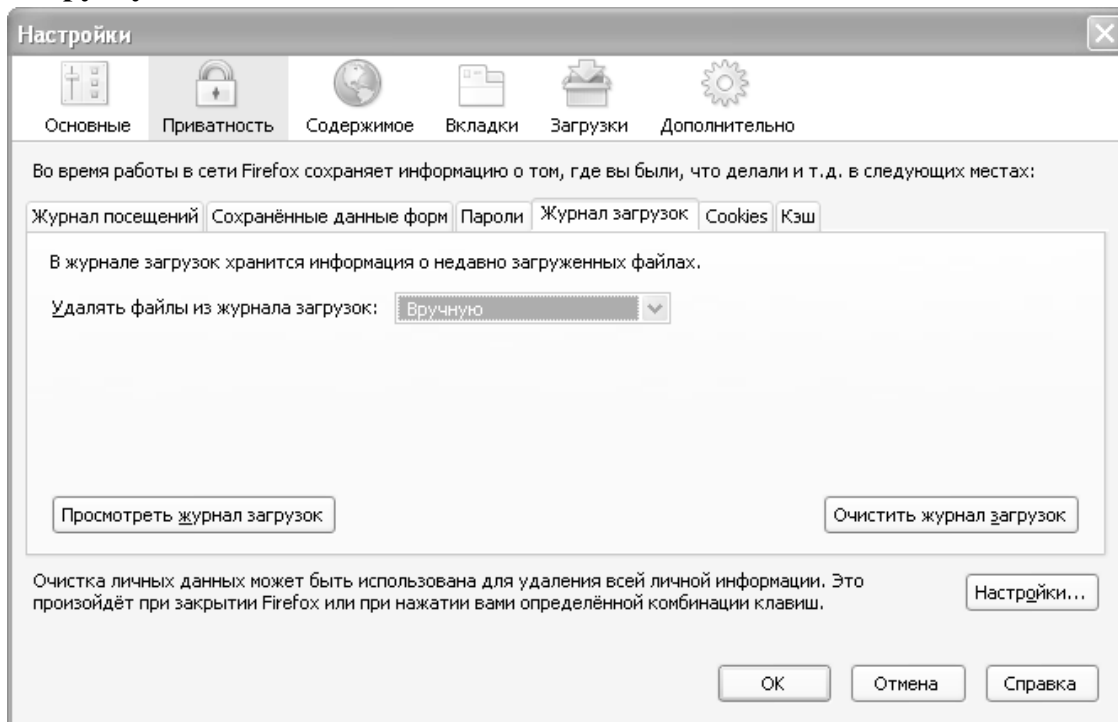 Настройки
Основные Приватность Содержимое Вкладки Загрузки Дополнительно
Во время работы в сети Firefox сохраняет информацию о том, где вы были, что делали и т.д. в следующих местах:
Журнал посещений Сохранённые данные форм Пароли Журнал загрузок Cookies Кэш
В журнале загрузок хранится информация о недавно загруженных файлах.
Удалять файлы из журнала загрузок: Вручную
Просмотреть журнал загрузок Очистить журнал загрузок
Очистка личных данных может быть использована для удаления всей личной информации. Это
произойдёт при закрытии Firefox или при нажатии вами определённой комбинации клавиш.
Настройки...
ОК Отмена Справка